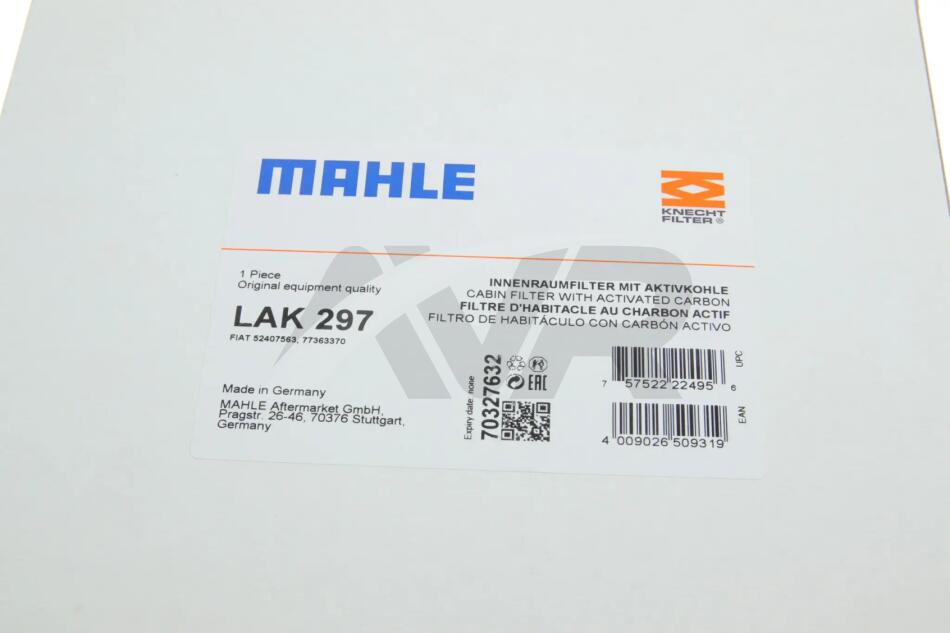 MAHLE
KNECHT
FILTER®
1 Piece
Original equipment quality
LAK 297
FIAT 52407563, 77363370
INNENRAUMFILTER MIT AKTIVKOHLE
CABIN FILTER WITH ACTIVATED CARBON
FILTRE D'HABITACLE AU CHARBON ACTIF
FILTRO DE HABITÁCULO CON CARBÓN ACTIVO
Made in Germany
MAHLE Aftermarket GmbH,
Pragstr. 26-46, 70376 Stuttgart,
Germany
Expiry date: none
70327632
EAC
7 57522 22495 6
UPC
4 009026 509319
EAN